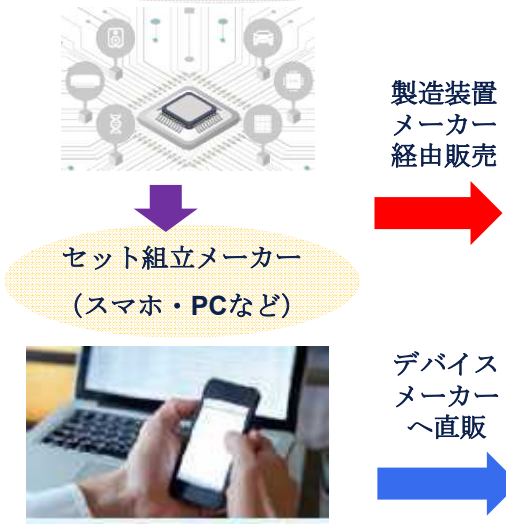 製造装置
メーカー
経由販売
セット組立メーカー
（スマホ・PCなど）
デバイス
メーカー
へ直販